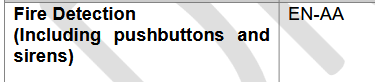 Fire Detection EN-AA
(Including pushbuttons and
sirens)